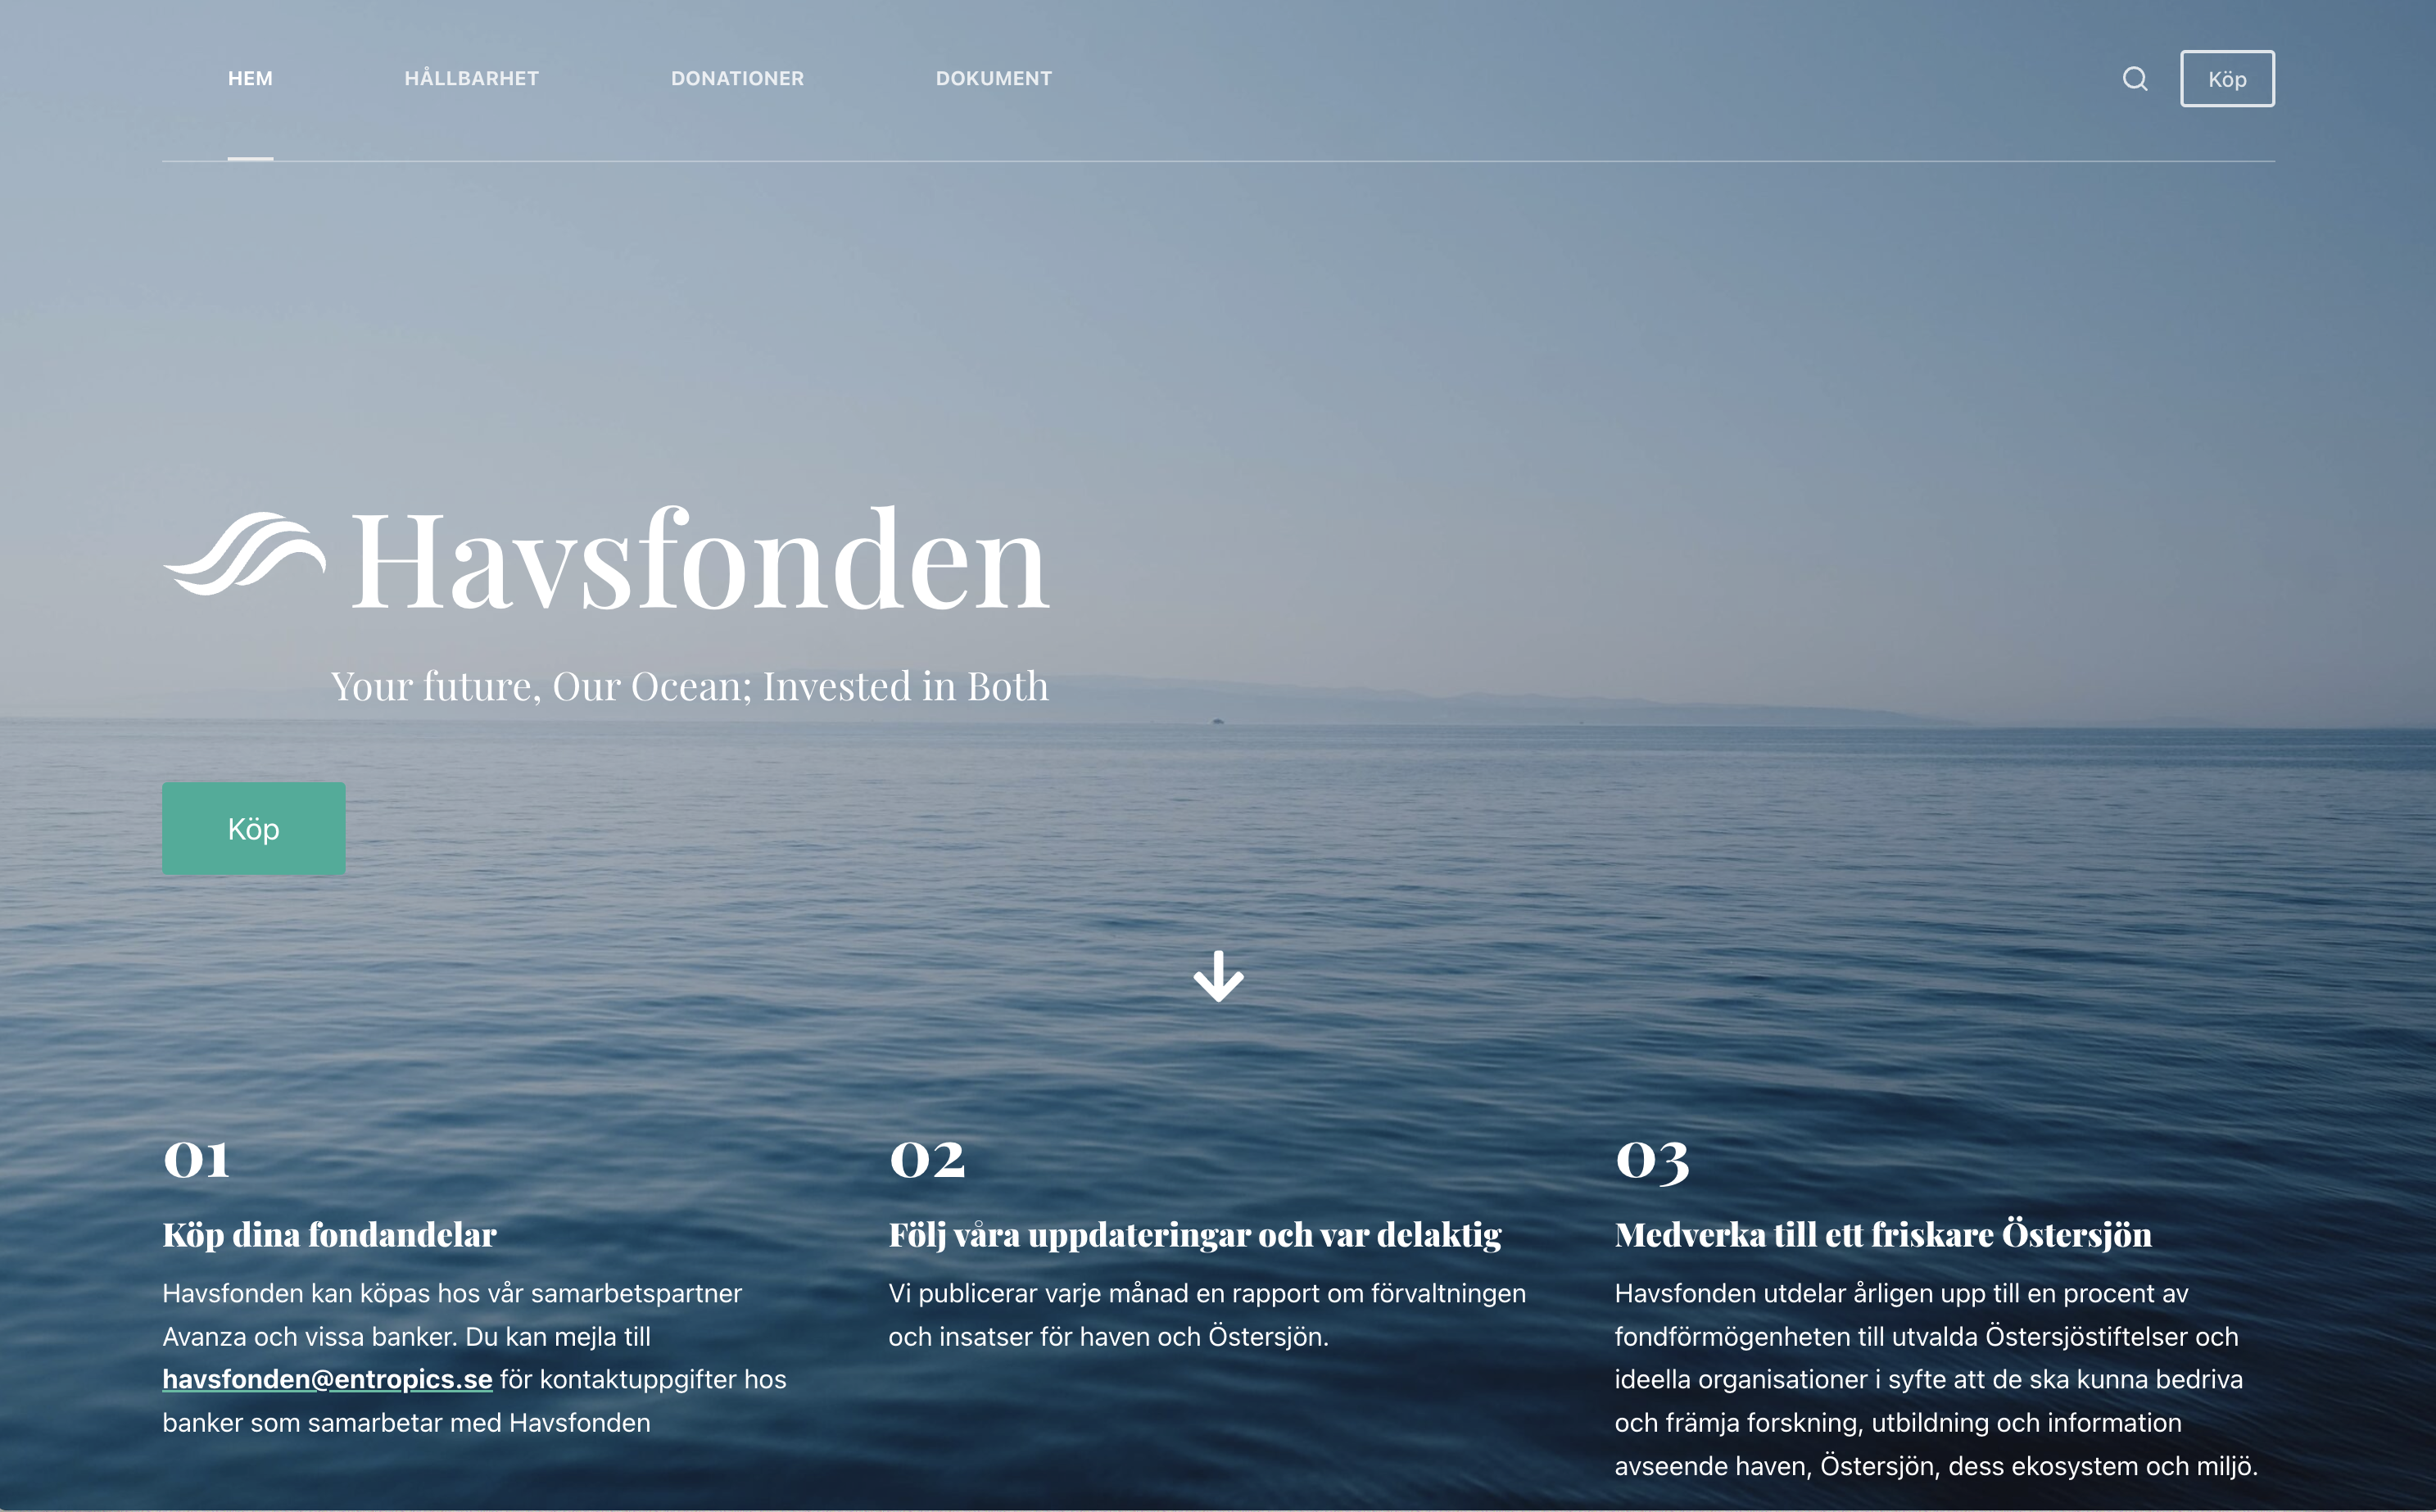 HEM
HÅLLBARHET
DONATIONER
DOKUMENT
Köp
Havsfonden
Your future, Our Ocean; Invested in Both
Köp
01
Köp dina fondandelar
Havsfonden kan köpas hos vår samarbetspartner
Avanza och vissa banker. Du kan mejla till
havsfonden@entropics.se för kontaktuppgifter hos
banker som samarbetar med Havsfonden
02
Följ våra uppdateringar och var delaktig
Vi publicerar varje månad en rapport om förvaltningen
och insatser för haven och Östersjön.
03
Medverka till ett friskare Östersjön
Havsfonden utdelar årligen upp till en procent av
fondförmögenheten till utvalda Östersjöstiftelser och
ideella organisationer i syfte att de ska kunna bedriva
och främja forskning, utbildning och information
avseende haven, Östersjön, dess ekosystem och miljö.